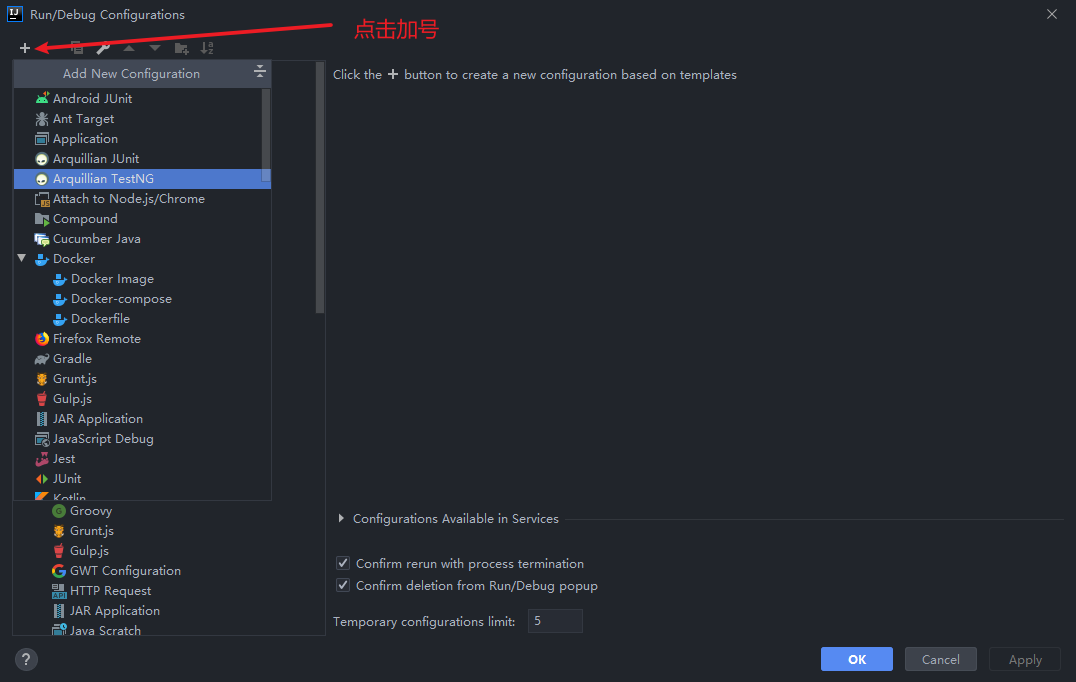 IJ Run/Debug Configurations
点击加号
Add New Configuration
Click the + button to create a new configuration based on templates
Android JUnit
Ant Target
Application
Arquillian JUnit
Arquillian TestNG
Attach to Node.js/Chrome
Compound
Cucumber Java
Docker
Docker Image
Docker-compose
Dockerfile
Firefox Remote
Gradle
Grunt.js
Gulp.js
JAR Application
JavaScript Debug
Jest
JUnit
Kotlin
Groovy
Grunt.js
Gulp.js
GWT Configuration
HTTP Request
JAR Application
Java Scratch
Configurations Available in Services
Confirm rerun with process termination
Confirm deletion from Run/Debug popup
Temporary configurations limit: 5
? OK Cancel Apply